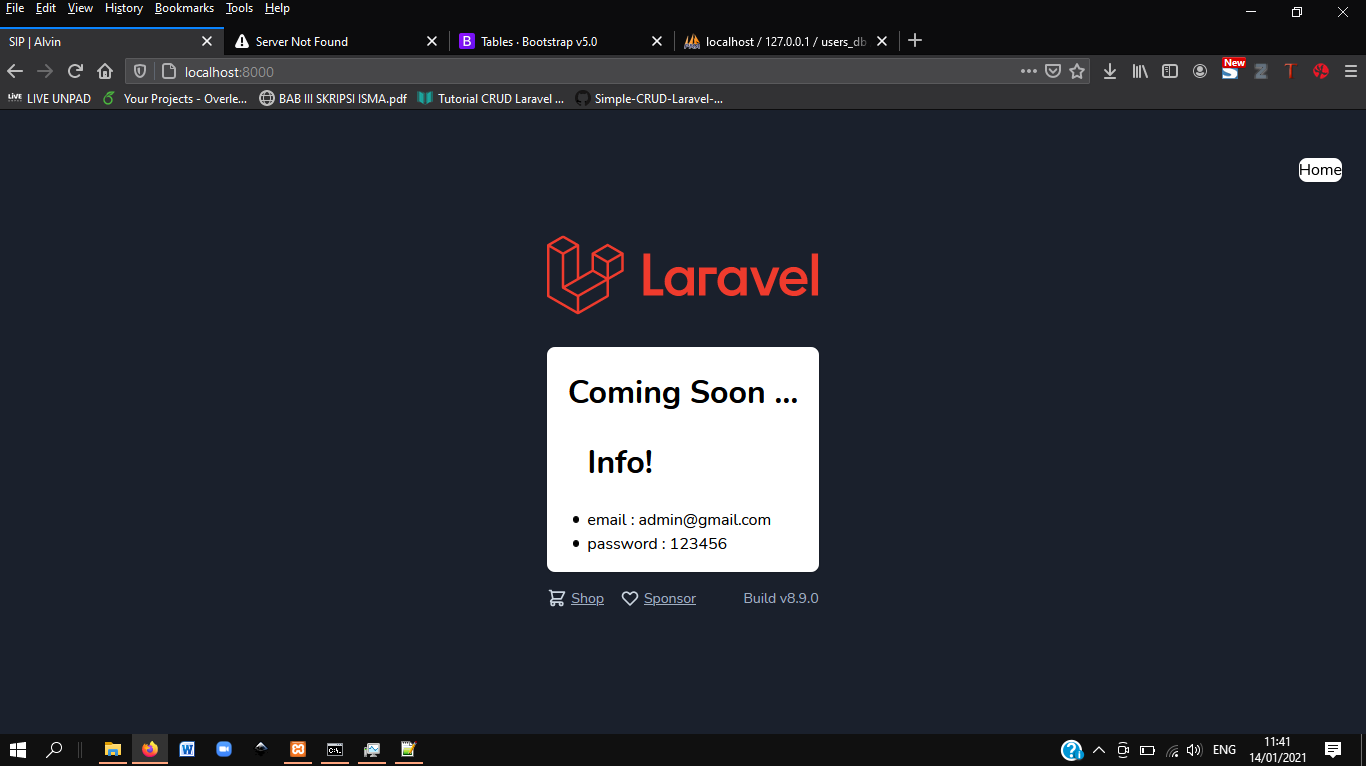 File Edit View History Bookmarks Tools Help
SIP | Alvin
Server Not Found
B Tables · Bootstrap v5.0
localhost / 127.0.0.1 / users_db
localhost:8000
New
LIVE LIVE UNPAD
Your Projects - Overle...
BAB III SKRIPSI ISMA.pdf
Tutorial CRUD Laravel ...
Simple-CRUD-Laravel-...
Home
Laravel
Coming Soon ...
Info!
email : admin@gmail.com
password : 123456
Shop
Sponsor
Build v8.9.0
ENG
11:41
14/01/2021